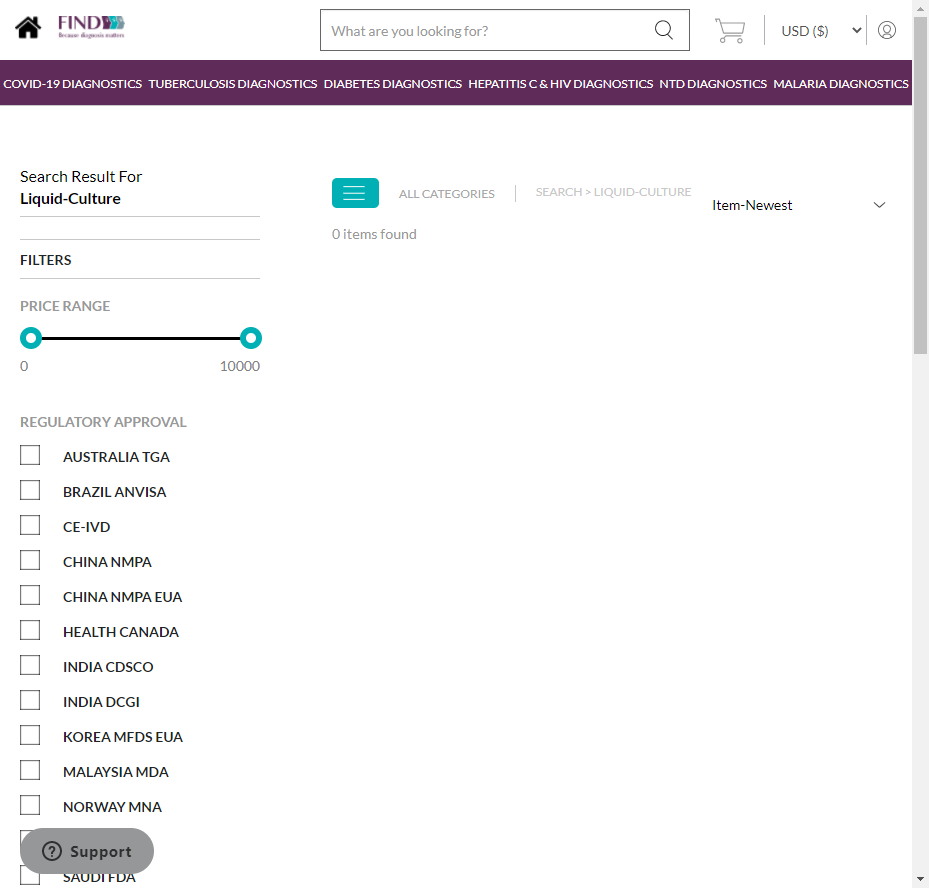 FIND
Because diagnosis matters
What are you looking for?
USD ($)
COVID-19 DIAGNOSTICS TUBERCULOSIS DIAGNOSTICS DIABETES DIAGNOSTICS HEPATITIS C & HIV DIAGNOSTICS NTD DIAGNOSTICS MALARIA DIAGNOSTICS
Search Result For
Liquid-Culture
ALL CATEGORIES
SEARCH > LIQUID-CULTURE
Item-Newest
0 items found
FILTERS
PRICE RANGE
0 10000
REGULATORY APPROVAL
AUSTRALIA TGA
BRAZIL ANVISA
CE-IVD
CHINA NMPA
CHINA NMPA EUA
HEALTH CANADA
INDIA CDSCO
INDIA DCGI
KOREA MFDS EUA
MALAYSIA MDA
NORWAY MNA
Support
SAUDI FDA